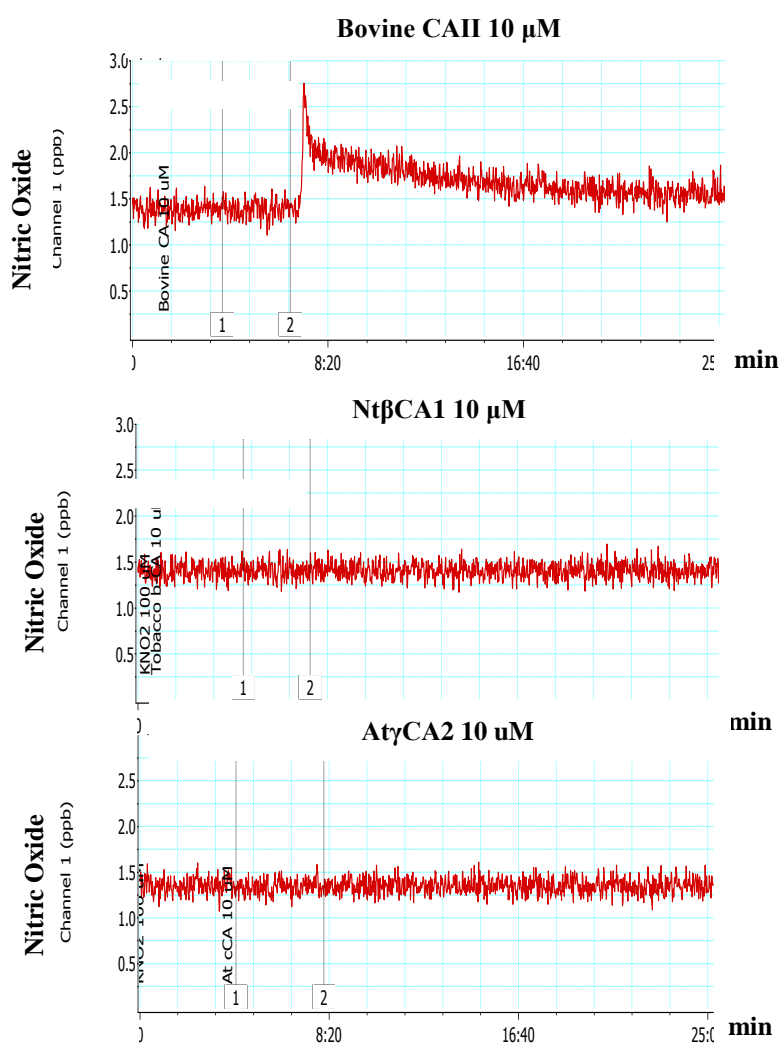 Bovine CAII 10 µM
Nitric Oxide
Channel 1 (ppb)
3.0
2.5
2.0
1.5
1.0
0.5
Bovine CA 10 uM
1
2
8:20
16:40
min
NtβCA1 10 µM
Nitric Oxide
Channel 1 (ppb)
3.0
2.5
2.0
1.5
1.0
0.5
KNO2 100 uM
Tobacco b-CA 10 u
1
2
min
AtγCA2 10 uM
Nitric Oxide
Channel 1 (ppb)
2.5
2.0
1.5
1.0
0.5
At cCA 10 uM
1
2
8:20
16:40
min